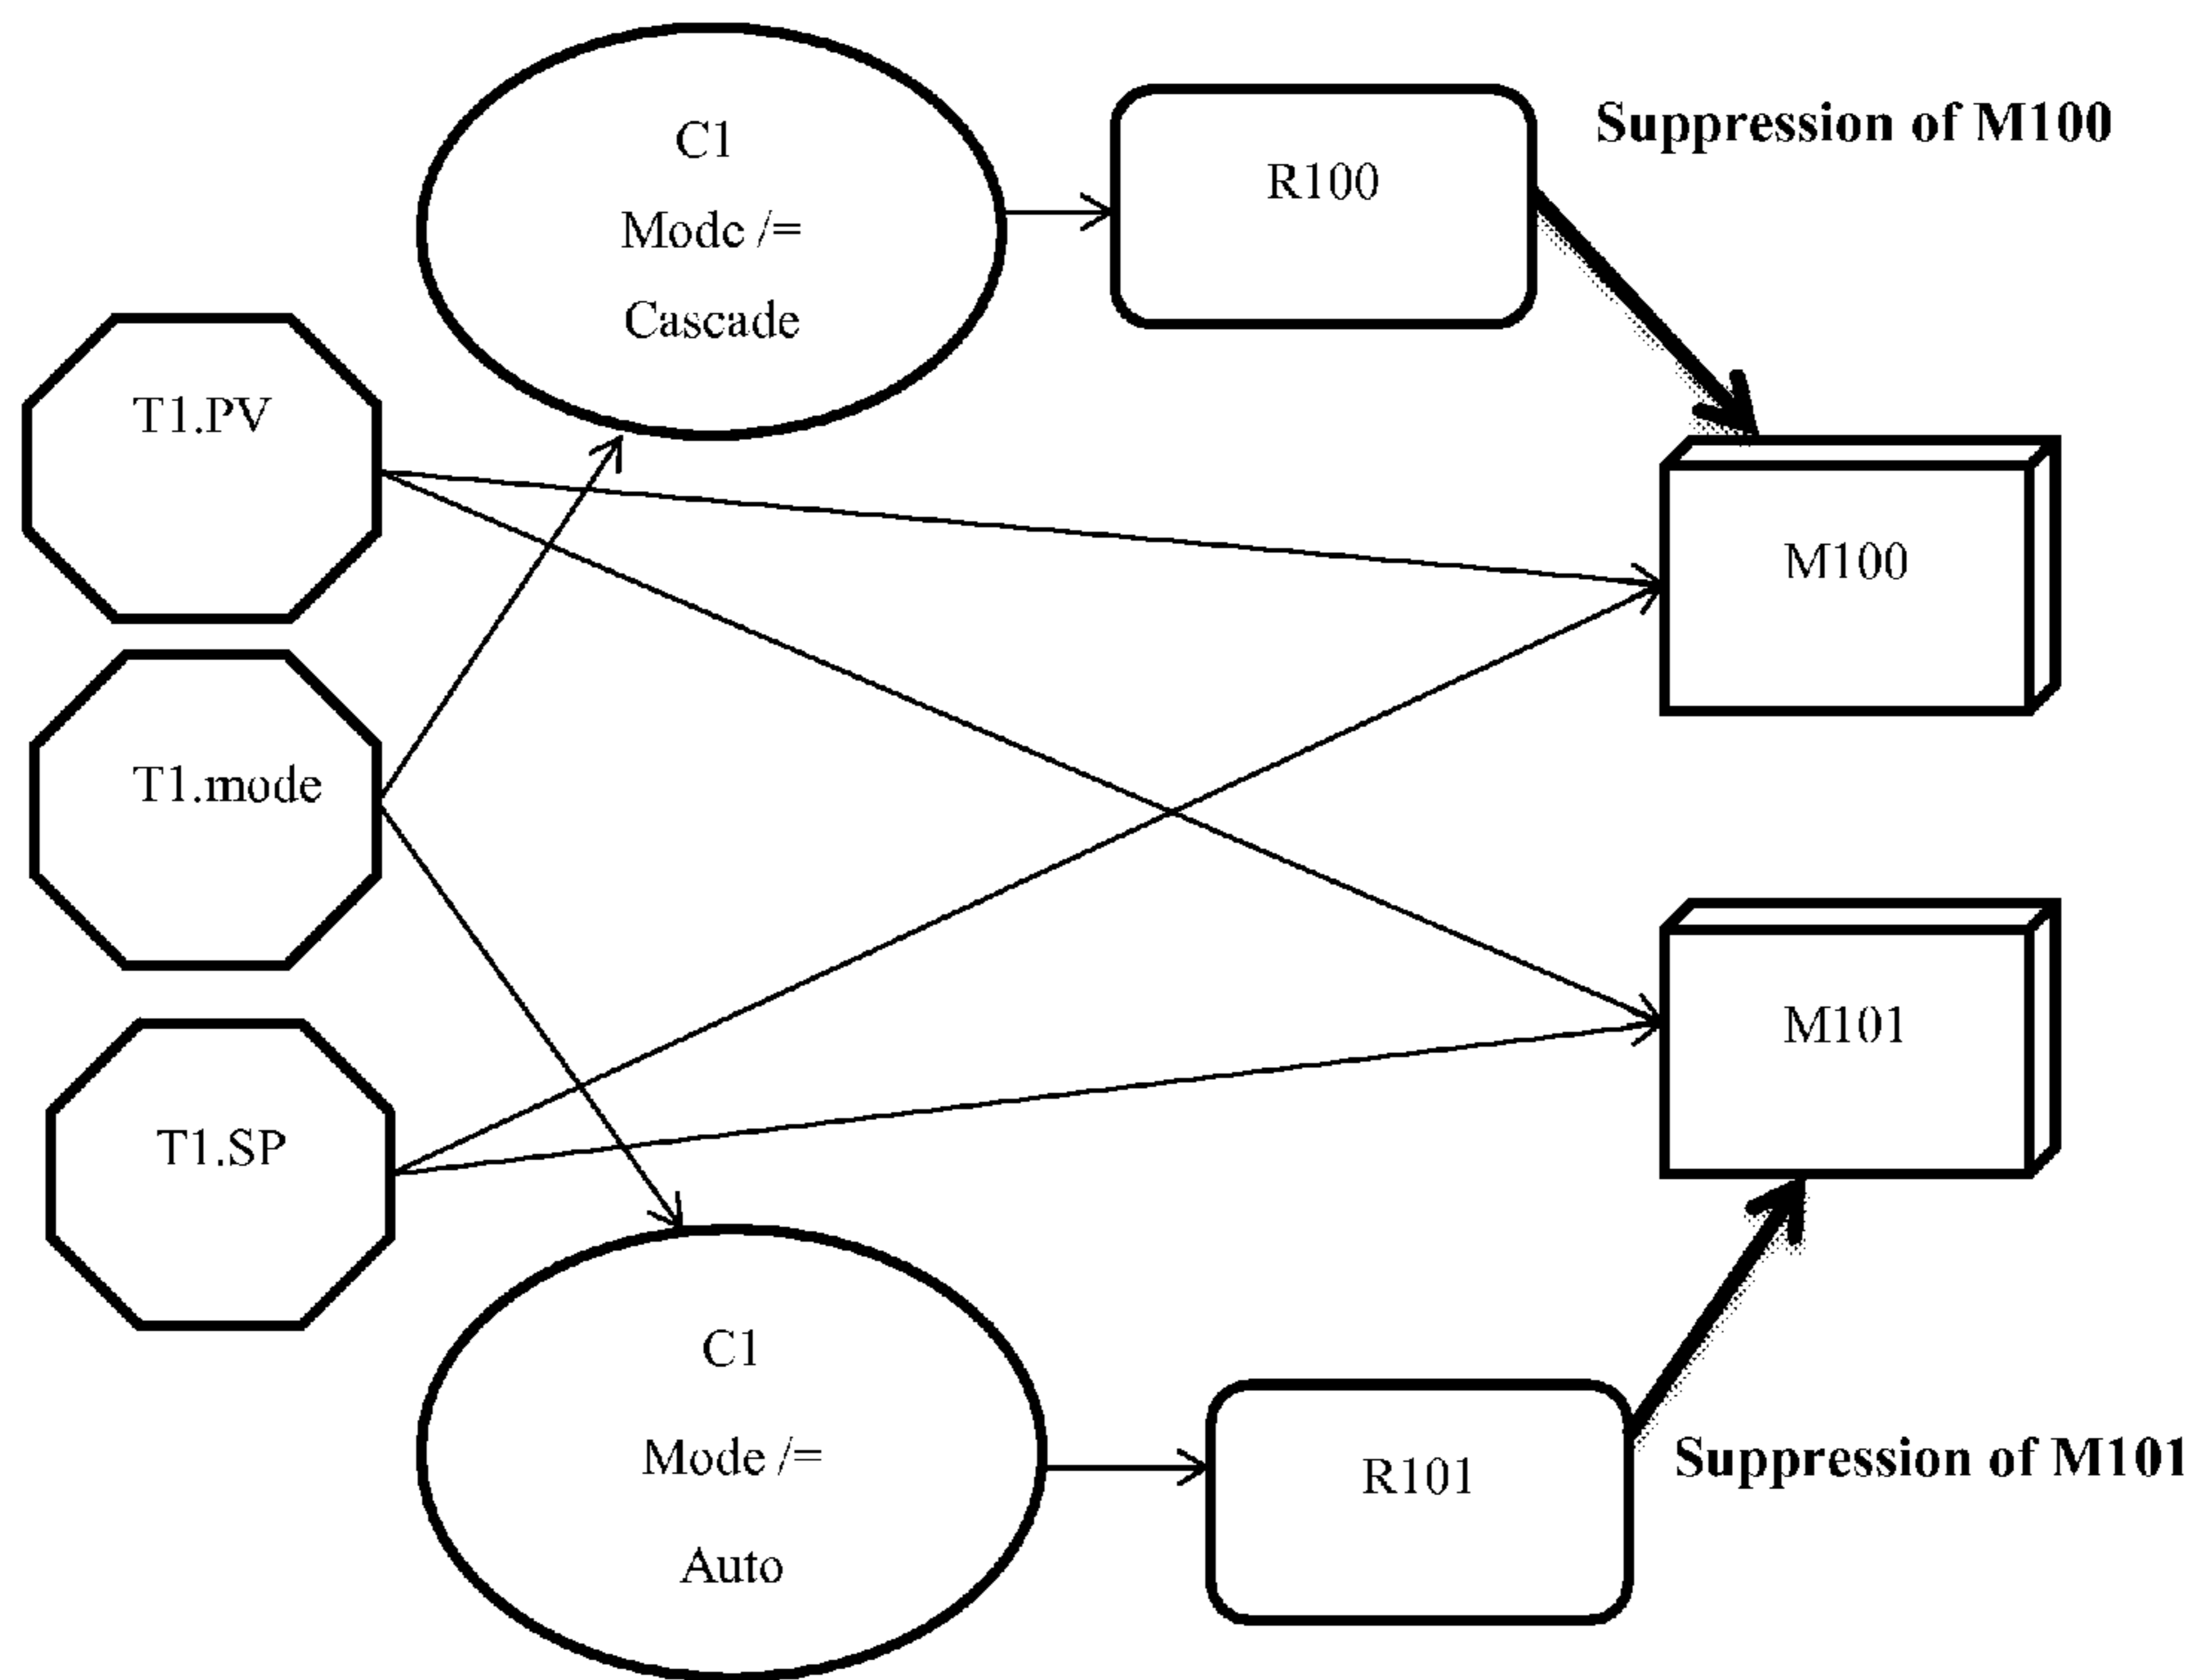 C1
Mode /=
Cascade
R100
Suppression of M100
T1.PV
M100
T1.mode
M101
T1.SP
C1
Mode /=
Auto
R101
Suppression of M101